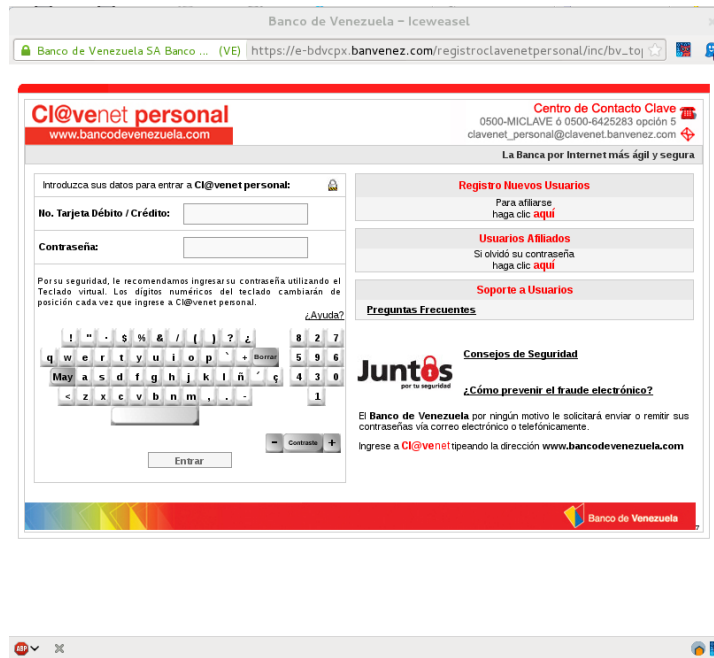 Banco de Venezuela - Iceweasel
Banco de Venezuela SA Banco ... (VE) https://e-bdvcpx.banvenez.com/registroclavenetpersonal/inc/bv_to
Cl@venet personal
www.bancodevenezuela.com
Centro de Contacto Clave
0500-MICLAVE ó 0500-6425283 opción 5
clavenet_personal@clavenet.banvenez.com
La Banca por Internet más ágil y segura
Introduzca sus datos para entrar a Cl@venet personal:
No. Tarjeta Débito / Crédito:
Contraseña:
Por su seguridad, le recomendamos ingresar su contraseña utilizando el
Teclado virtual. Los dígitos numéricos del teclado cambiarán de
posición cada vez que ingrese a Cl@venet personal.
¿Ayuda?
! " · $ % & / ( ) ? ¿ 8 2 7
q w e r t y u i o p ` + Borrar 5 9 6
May a s d f g h j k l ñ ´ ç 4 3 0
< z x c v b n m , . - 1
- Contraste +
Entrar
Registro Nuevos Usuarios
Para afiliarse
haga clic aquí
Usuarios Afiliados
Si olvidó su contraseña
haga clic aquí
Soporte a Usuarios
Preguntas Frecuentes
Juntos
por tu seguridad
Consejos de Seguridad
¿Cómo prevenir el fraude electrónico?
El Banco de Venezuela por ningún motivo le solicitará enviar o remitir sus
contraseñas vía correo electrónico o telefónicamente.
Ingrese a Cl@venet tipeando la dirección www.bancodevenezuela.com
Banco de Venezuela
7
ABP